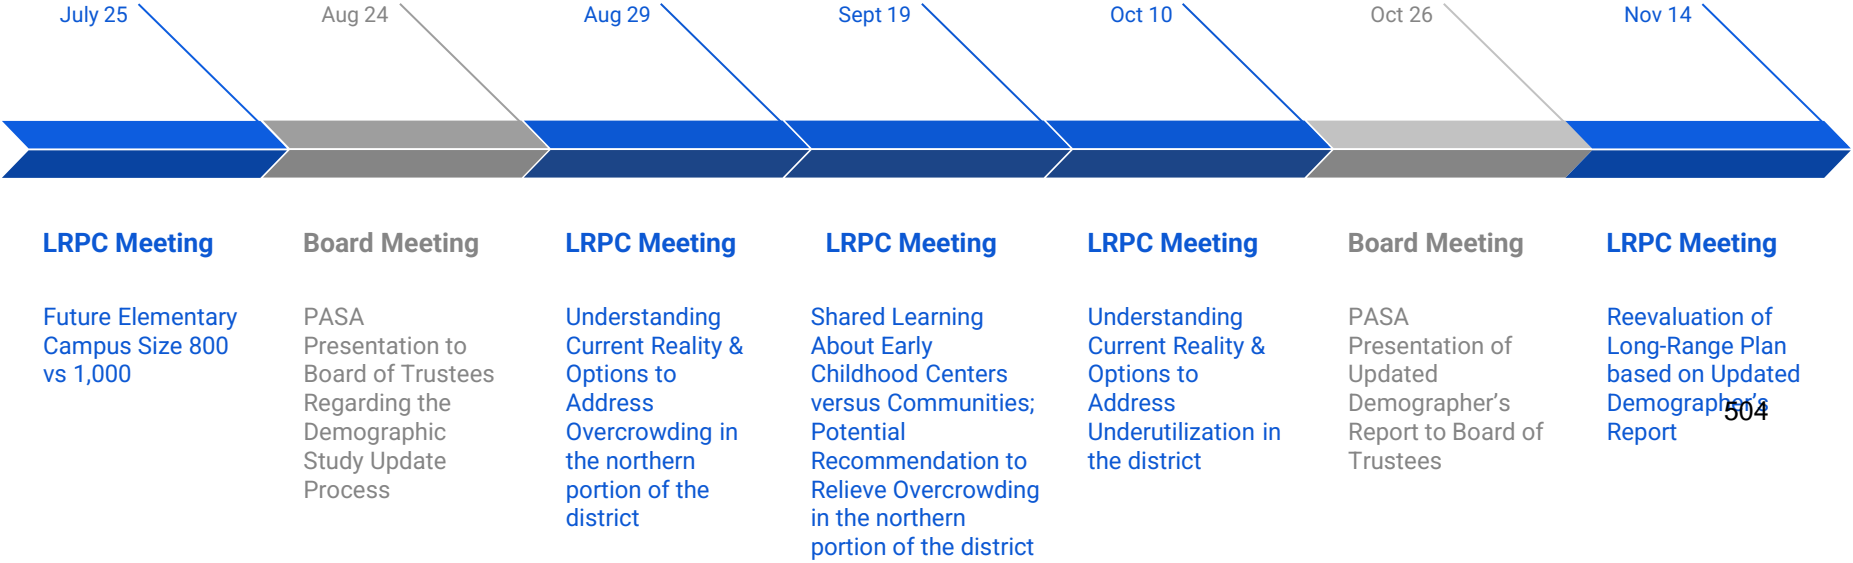 July 25
Aug 24
Aug 29
Sept 19
Oct 10
Oct 26
Nov 14
LRPC Meeting
Future Elementary
Campus Size 800
vs 1,000
Board Meeting
PASA
Presentation to
Board of Trustees
Regarding the
Demographic
Study Update
Process
LRPC Meeting
Understanding
Current Reality &
Options to
Address
Overcrowding in
the northern
portion of the
district
LRPC Meeting
Shared Learning
About Early
Childhood Centers
versus Communities;
Potential
Recommendation to
Relieve Overcrowding
in the northern
portion of the district
LRPC Meeting
Understanding
Current Reality &
Options to
Address
Underutilization in
the district
Board Meeting
PASA
Presentation of
Updated
Demographer’s
Report to Board of
Trustees
LRPC Meeting
Reevaluation of
Long-Range Plan
based on Updated
Demographer’s
Report
504